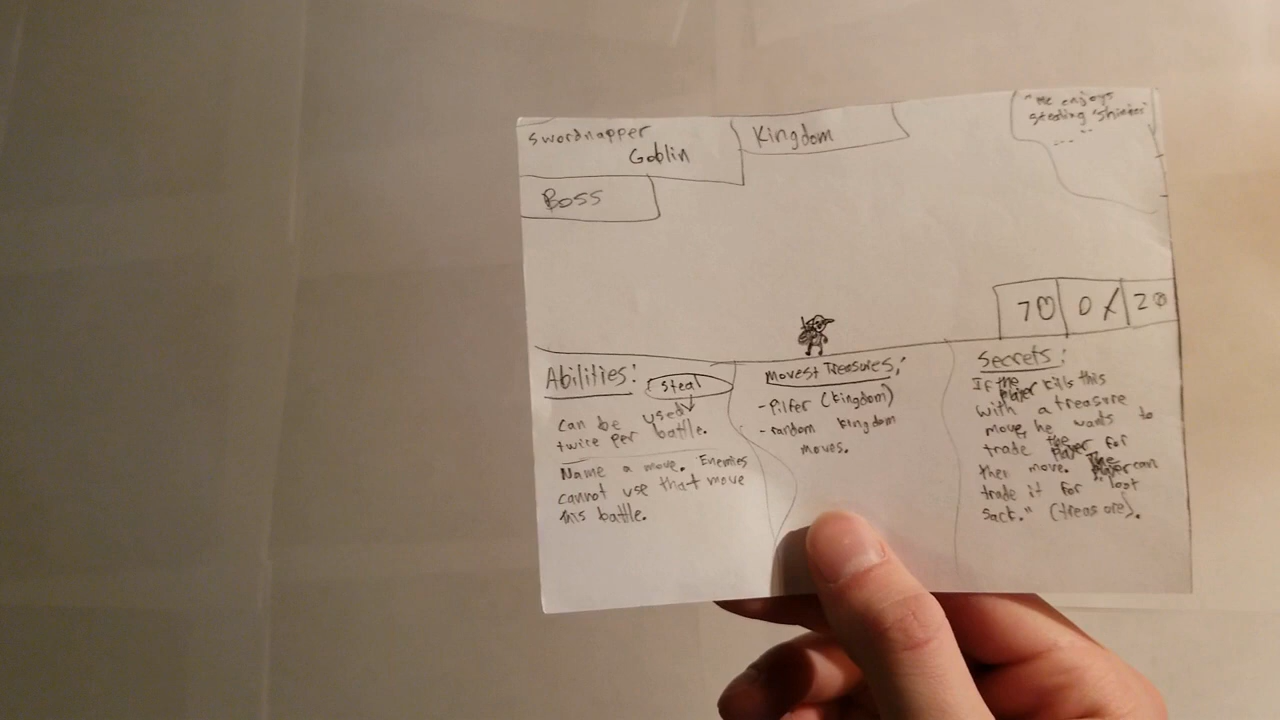 Swordnapper
Goblin
Kingdom
"Me enjoys
stealing 'shinies'
...
Boss
70
0
20
Abilities:
Steal
can be used
twice per battle.
Name a move. Enemies
cannot use that move
this battle.
Moves+Treasures:
-Pilfer (Kingdom)
-random kingdom
moves.
Secrets:
If the player kills this
with a treasure
move, he wants to
trade the player for
their move. The player can
trade it for "loot
sack." (treasure).